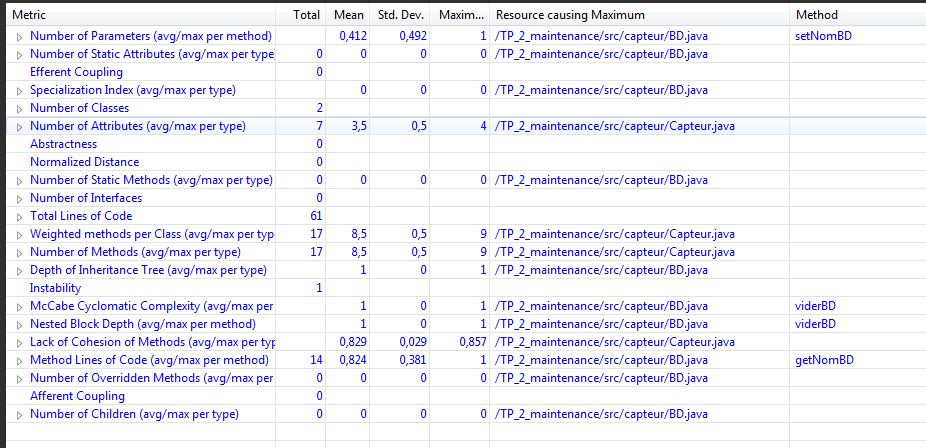 Metric Total Mean Std. Dev. Maxim... Resource causing Maximum Method
Number of Parameters (avg/max per method) 0,412 0,492 1 /TP_2_maintenance/src/capteur/BD.java setNomBD
Number of Static Attributes (avg/max per type 0 0 0 0 /TP_2_maintenance/src/capteur/BD.java
Efferent Coupling 0
Specialization Index (avg/max per type) 0 0 0 /TP_2_maintenance/src/capteur/BD.java
Number of Classes 2
Number of Attributes (avg/max per type) 7 3,5 0,5 4 /TP_2_maintenance/src/capteur/Capteur.java
Abstractness 0
Normalized Distance 0
Number of Static Methods (avg/max per type) 0 0 0 0 /TP_2_maintenance/src/capteur/BD.java
Number of Interfaces 0
Total Lines of Code 61
Weighted methods per Class (avg/max per typ 17 8,5 0,5 9 /TP_2_maintenance/src/capteur/Capteur.java
Number of Methods (avg/max per type) 17 8,5 0,5 9 /TP_2_maintenance/src/capteur/Capteur.java
Depth of Inheritance Tree (avg/max per type) 1 0 1 /TP_2_maintenance/src/capteur/BD.java
Instability 1
McCabe Cyclomatic Complexity (avg/max per 1 0 1 /TP_2_maintenance/src/capteur/BD.java viderBD
Nested Block Depth (avg/max per method) 1 0 1 /TP_2_maintenance/src/capteur/BD.java viderBD
Lack of Cohesion of Methods (avg/max per typ 0,829 0,029 0,857 /TP_2_maintenance/src/capteur/Capteur.java
Method Lines of Code (avg/max per method) 14 0,824 0,381 1 /TP_2_maintenance/src/capteur/BD.java getNomBD
Number of Overridden Methods (avg/max per 0 0 0 0 /TP_2_maintenance/src/capteur/BD.java
Afferent Coupling 0
Number of Children (avg/max per type) 0 0 0 0 /TP_2_maintenance/src/capteur/BD.java